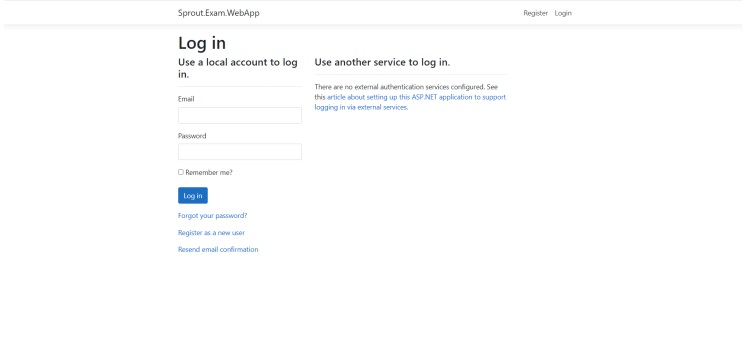 Sprout.Exam.WebApp
Register Login
Log in
Use a local account to log
in.
Email
Password
Remember me?
Log in
Forgot your password?
Register as a new user
Resend email confirmation
Use another service to log in.
There are no external authentication services configured. See
this article about setting up this ASP.NET application to support
logging in via external services.